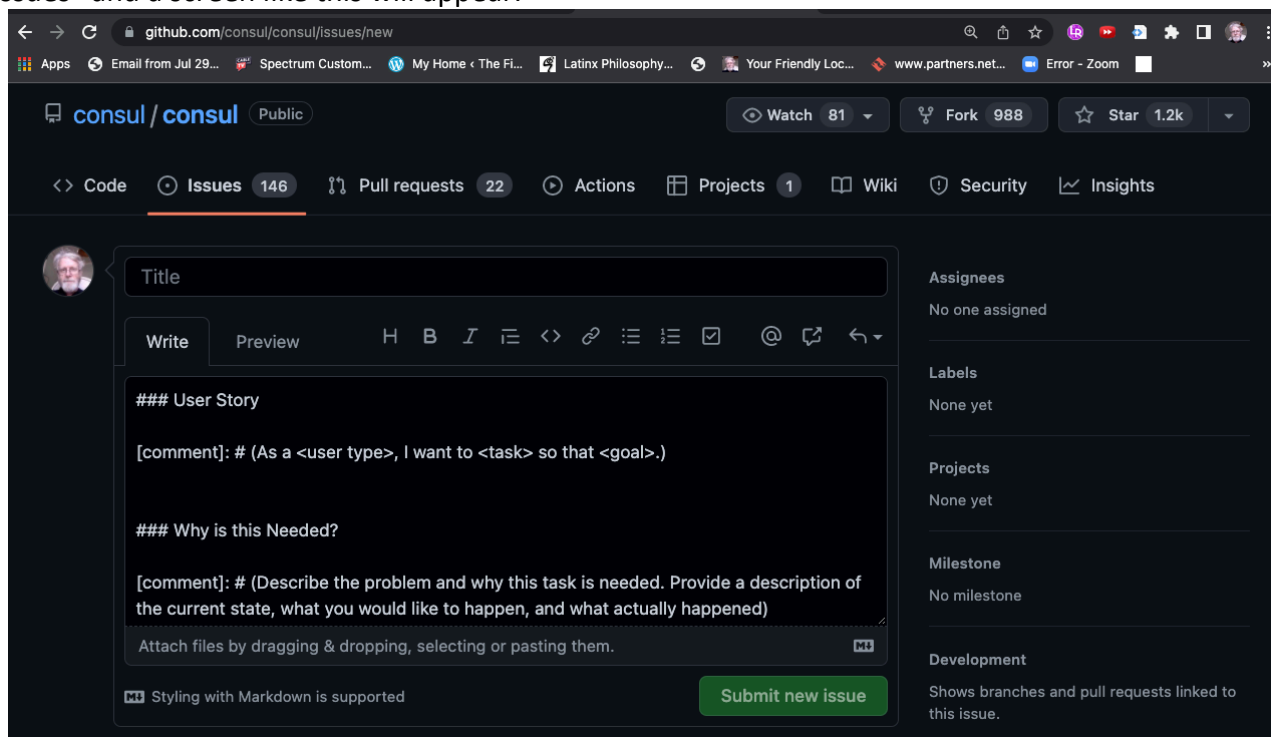 issues" and a screen like this will appear:
github.com/consul/consul/issues/new
Apps Email from Jul 29... Spectrum Custom... My Home ‹ The Fi... Latinx Philosophy... Your Friendly Loc... www.partners.net... Error - Zoom »
consul / consul Public Watch 81 Fork 988 Star 1.2k
<> Code Issues 146 Pull requests 22 Actions Projects 1 Wiki Security Insights
Title
Write Preview H B I @
### User Story
[comment]: # (As a <user type>, I want to <task> so that <goal>.)
### Why is this Needed?
[comment]: # (Describe the problem and why this task is needed. Provide a description of
the current state, what you would like to happen, and what actually happened)
Attach files by dragging & dropping, selecting or pasting them.
Styling with Markdown is supported Submit new issue
Assignees
No one assigned
Labels
None yet
Projects
None yet
Milestone
No milestone
Development
Shows branches and pull requests linked to
this issue.